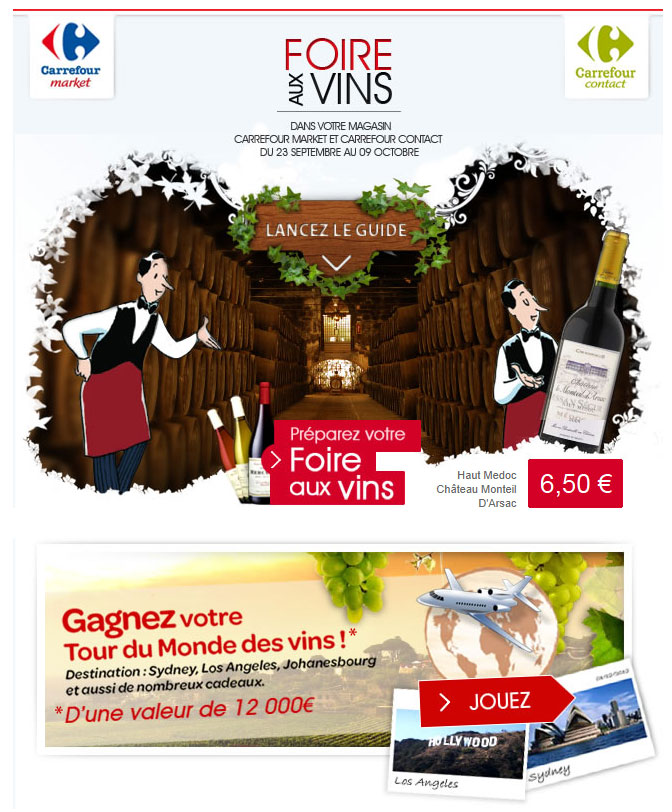 Carrefour
market
FOIRE
AUX VINS
Carrefour
contact
DANS VOTRE MAGASIN
CARREFOUR MARKET ET CARREFOUR CONTACT
DU 23 SEPTEMBRE AU 09 OCTOBRE
LANCEZ LE GUIDE
Préparez votre
Foire
aux vins
Haut Medoc
Château Monteil
D'Arsac
6,50 €
Gagnez votre
Tour du Monde des vins !*
Destination : Sydney, Los Angeles, Johanesbourg
et aussi de nombreux cadeaux.
*D'une valeur de 12 000€
JOUEZ
HOLLYWOOD
Los Angeles
Sydney